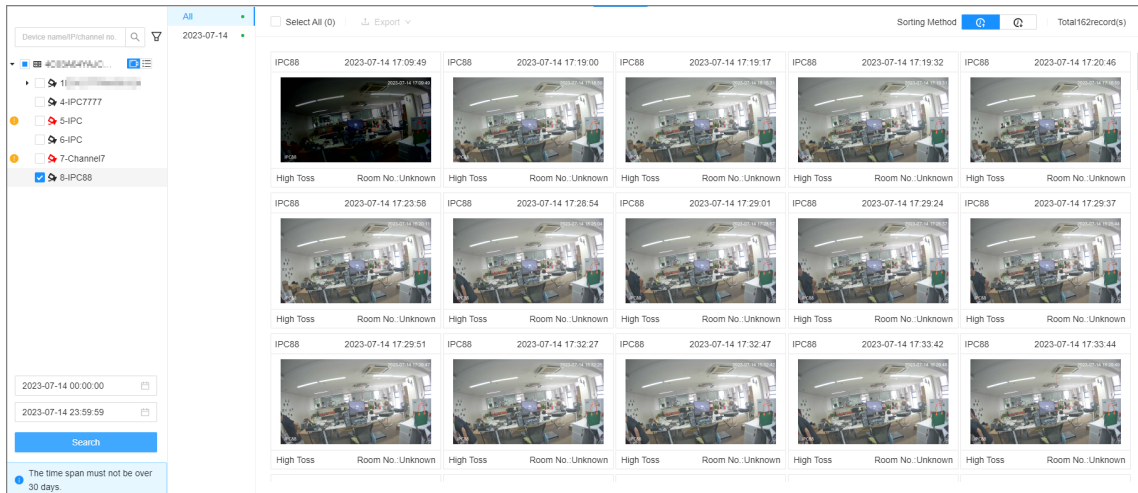 Device name/IP/channel no.
4-IPC7777
5-IPC
6-IPC
7-Channel7
8-IPC88
2023-07-14 00:00:00
2023-07-14 23:59:59
Search
The time span must not be over
30 days.
All
2023-07-14
Select All (0)
Export
Sorting Method
Total162record(s)
IPC88 2023-07-14 17:09:49
IPC88 2023-07-14 17:19:00
IPC88 2023-07-14 17:19:17
IPC88 2023-07-14 17:19:32
IPC88 2023-07-14 17:20:46
High Toss Room No.:Unknown
High Toss Room No.:Unknown
High Toss Room No.:Unknown
High Toss Room No.:Unknown
High Toss Room No.:Unknown
IPC88 2023-07-14 17:23:58
IPC88 2023-07-14 17:28:54
IPC88 2023-07-14 17:29:01
IPC88 2023-07-14 17:29:24
IPC88 2023-07-14 17:29:37
High Toss Room No.:Unknown
High Toss Room No.:Unknown
High Toss Room No.:Unknown
High Toss Room No.:Unknown
High Toss Room No.:Unknown
IPC88 2023-07-14 17:29:51
IPC88 2023-07-14 17:32:27
IPC88 2023-07-14 17:32:47
IPC88 2023-07-14 17:33:42
IPC88 2023-07-14 17:33:44
High Toss Room No.:Unknown
High Toss Room No.:Unknown
High Toss Room No.:Unknown
High Toss Room No.:Unknown
High Toss Room No.:Unknown